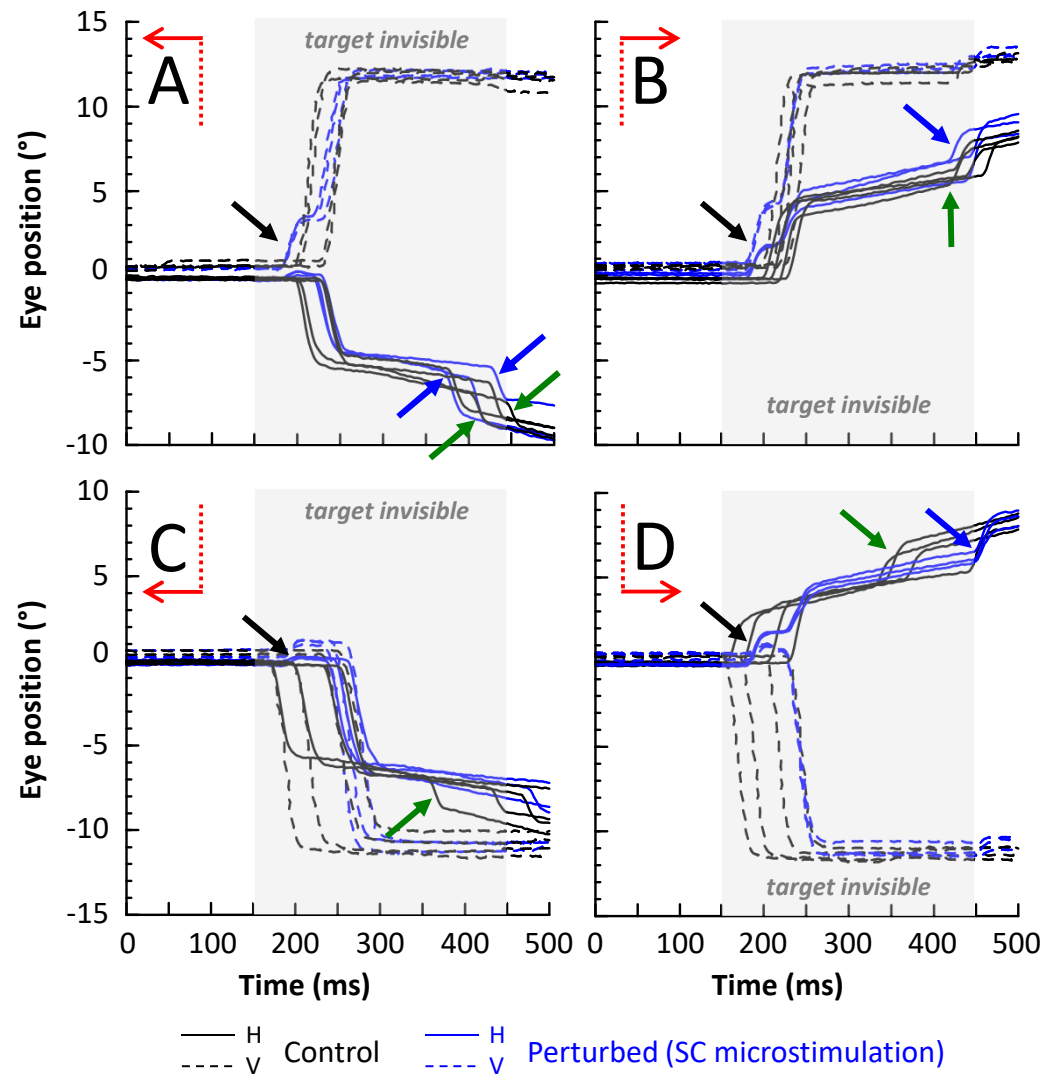 15
10
5
0
-5
-10
Eye position (°)
A
target invisible
B
target invisible
10
5
0
-5
-10
-15
Eye position (°)
C
target invisible
D
target invisible
0 100 200 300 400 500
0 100 200 300 400 500
Time (ms)
Time (ms)
H
V
Control
H
V
Perturbed (SC microstimulation)